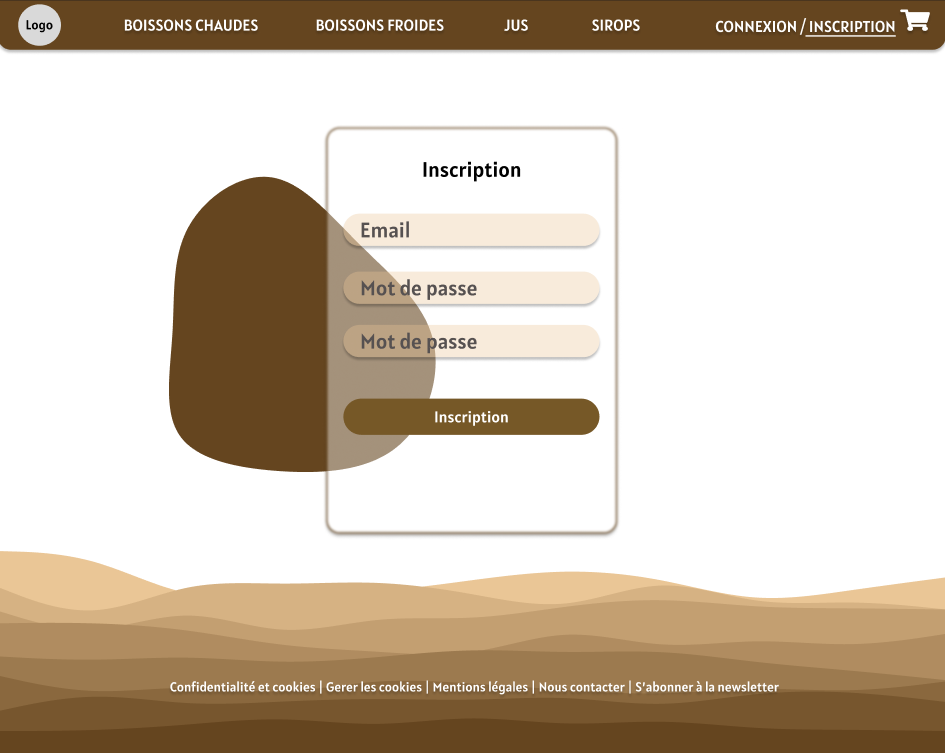 Logo BOISSONS CHAUDES BOISSONS FROIDES JUS SIROPS CONNEXION / INSCRIPTION
Inscription
Email
Mot de passe
Mot de passe
Inscription
Confidentialité et cookies | Gerer les cookies | Mentions légales | Nous contacter | S'abonner à la newsletter